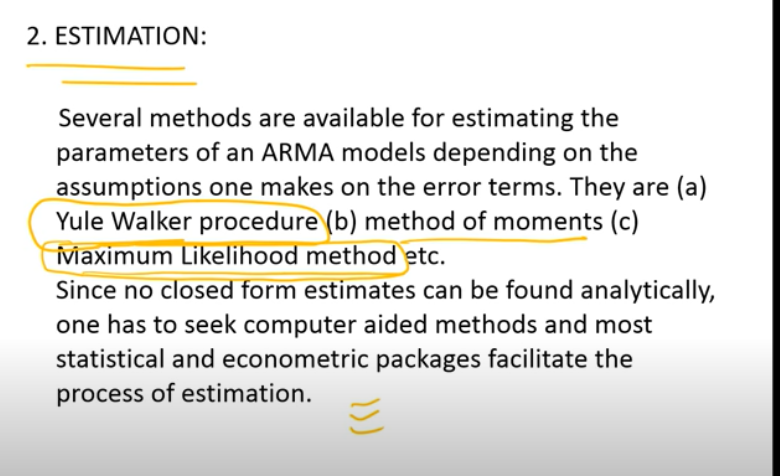 2. ESTIMATION:
Several methods are available for estimating the
parameters of an ARMA models depending on the
assumptions one makes on the error terms. They are (a)
Yule Walker procedure (b) method of moments (c)
Maximum Likelihood method etc.
Since no closed form estimates can be found analytically,
one has to seek computer aided methods and most
statistical and econometric packages facilitate the
process of estimation.